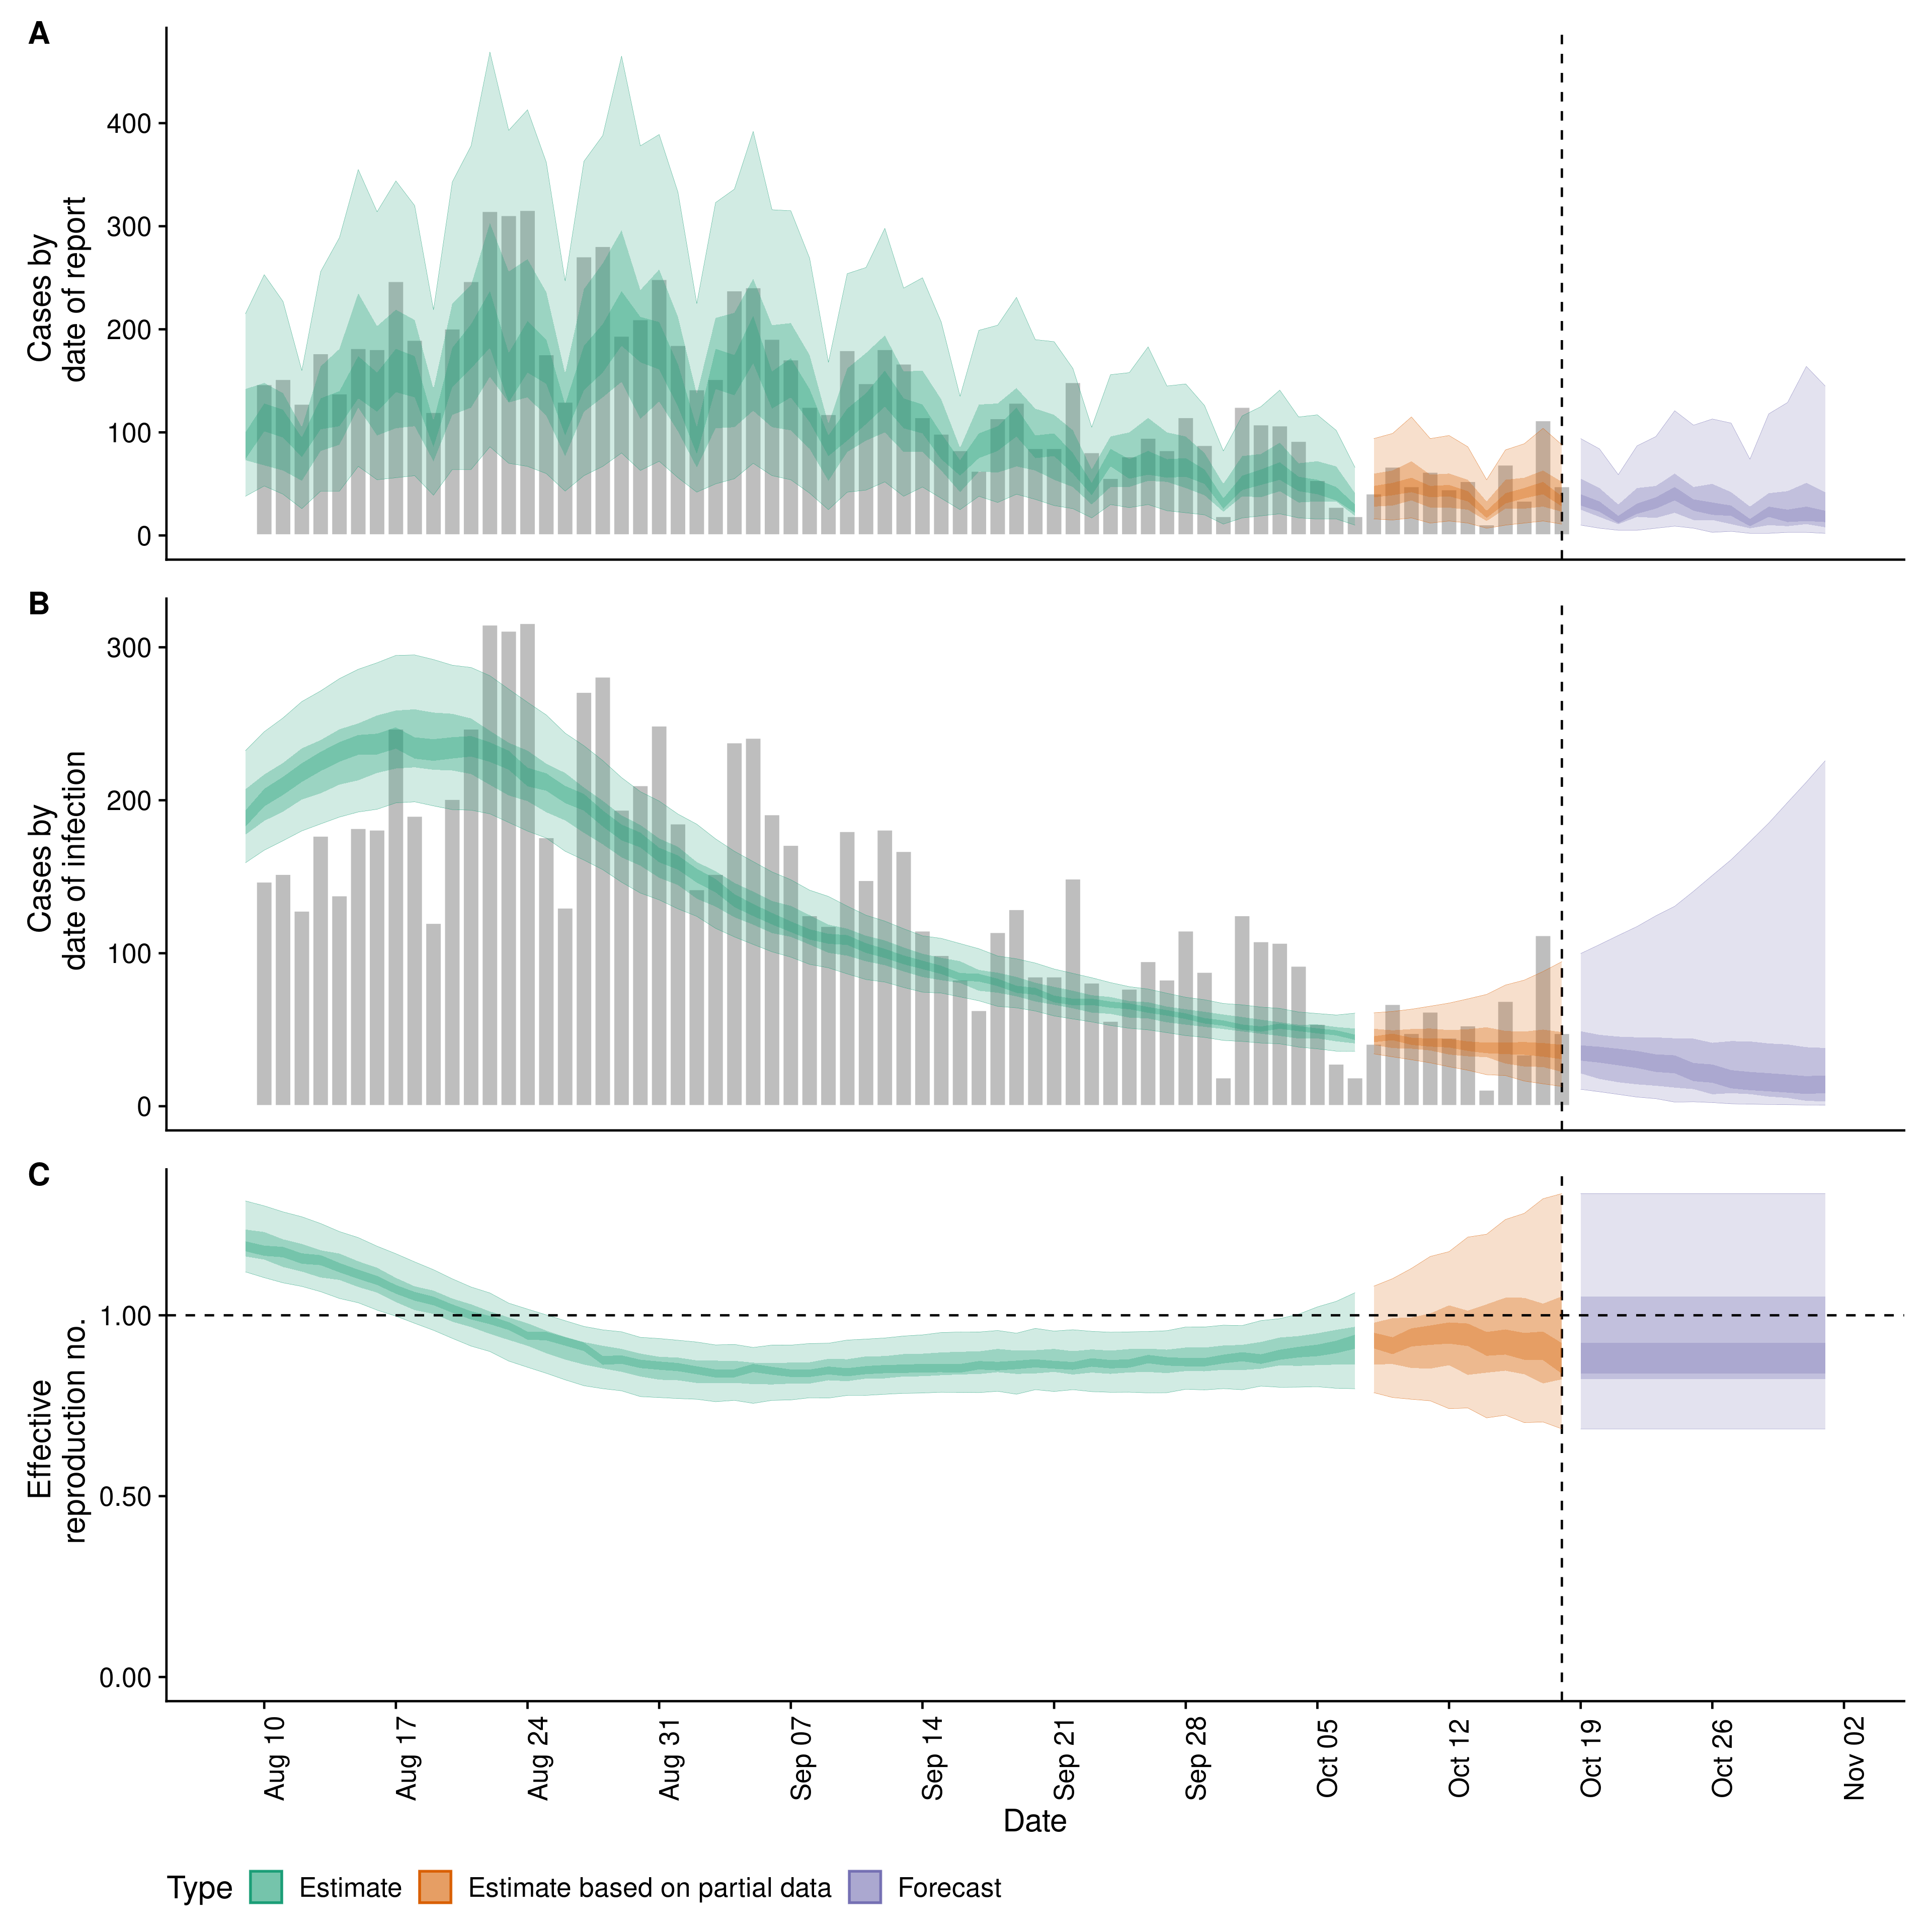 A
Cases by
date of report
400
300
200
100
0
B
Cases by
date of infection
300
200
100
0
C
Effective
reproduction no.
1.00
0.50
0.00
Aug 10
Aug 17
Aug 24
Aug 31
Sep 07
Sep 14
Sep 21
Sep 28
Oct 05
Oct 12
Oct 19
Oct 26
Nov 02
Date
Type Estimate Estimate based on partial data Forecast